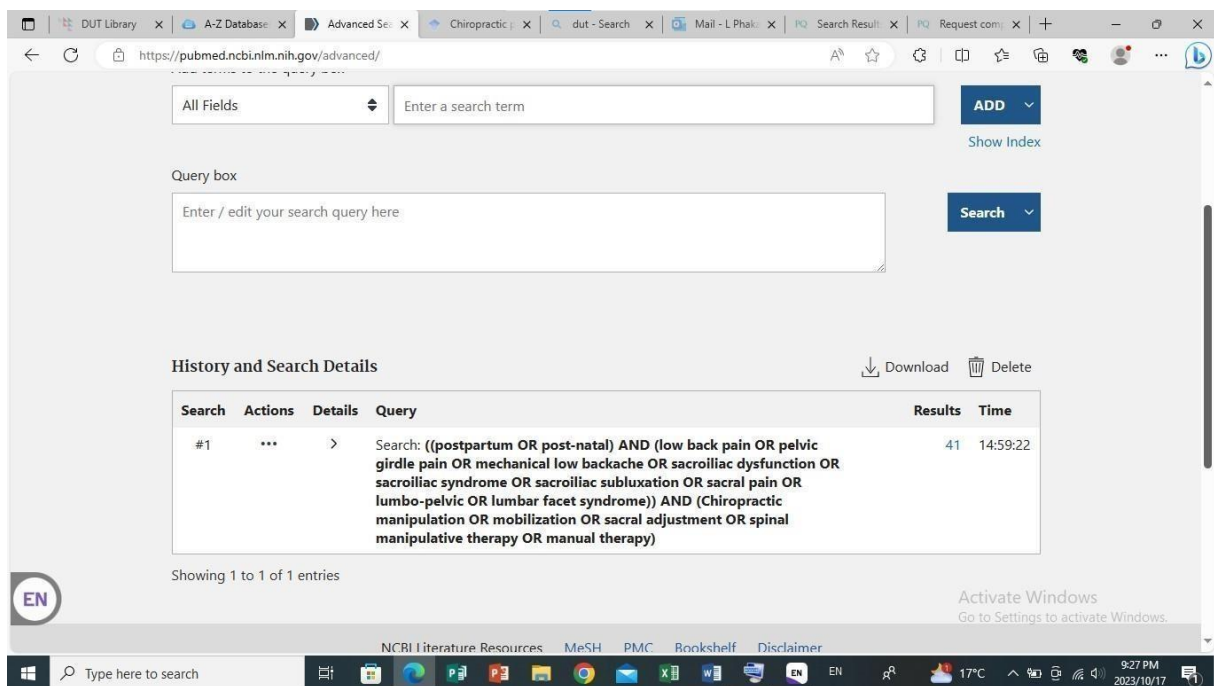 DUT Library
A-Z Database
Advanced Sea
Chiropractic p
dut - Search
Mail - L Phaka
Search Result
Request com
https://pubmed.ncbi.nlm.nih.gov/advanced/
All Fields
Enter a search term
ADD
Show Index
Query box
Enter / edit your search query here
Search
History and Search Details
Download
Delete
Search Actions Details Query Results Time
#1 Search: ((postpartum OR post-natal) AND (low back pain OR pelvic 41 14:59:22
girdle pain OR mechanical low backache OR sacroiliac dysfunction OR
sacroiliac syndrome OR sacroiliac subluxation OR sacral pain OR
lumbo-pelvic OR lumbar facet syndrome)) AND (Chiropractic
manipulation OR mobilization OR sacral adjustment OR spinal
manipulative therapy OR manual therapy)
Showing 1 to 1 of 1 entries
EN
Activate Windows
Go to Settings to activate Windows.
NCBI Literature Resources MeSH PMC Bookshelf Disclaimer
Type here to search
EN
EN
17°C
9:27 PM
2023/10/17